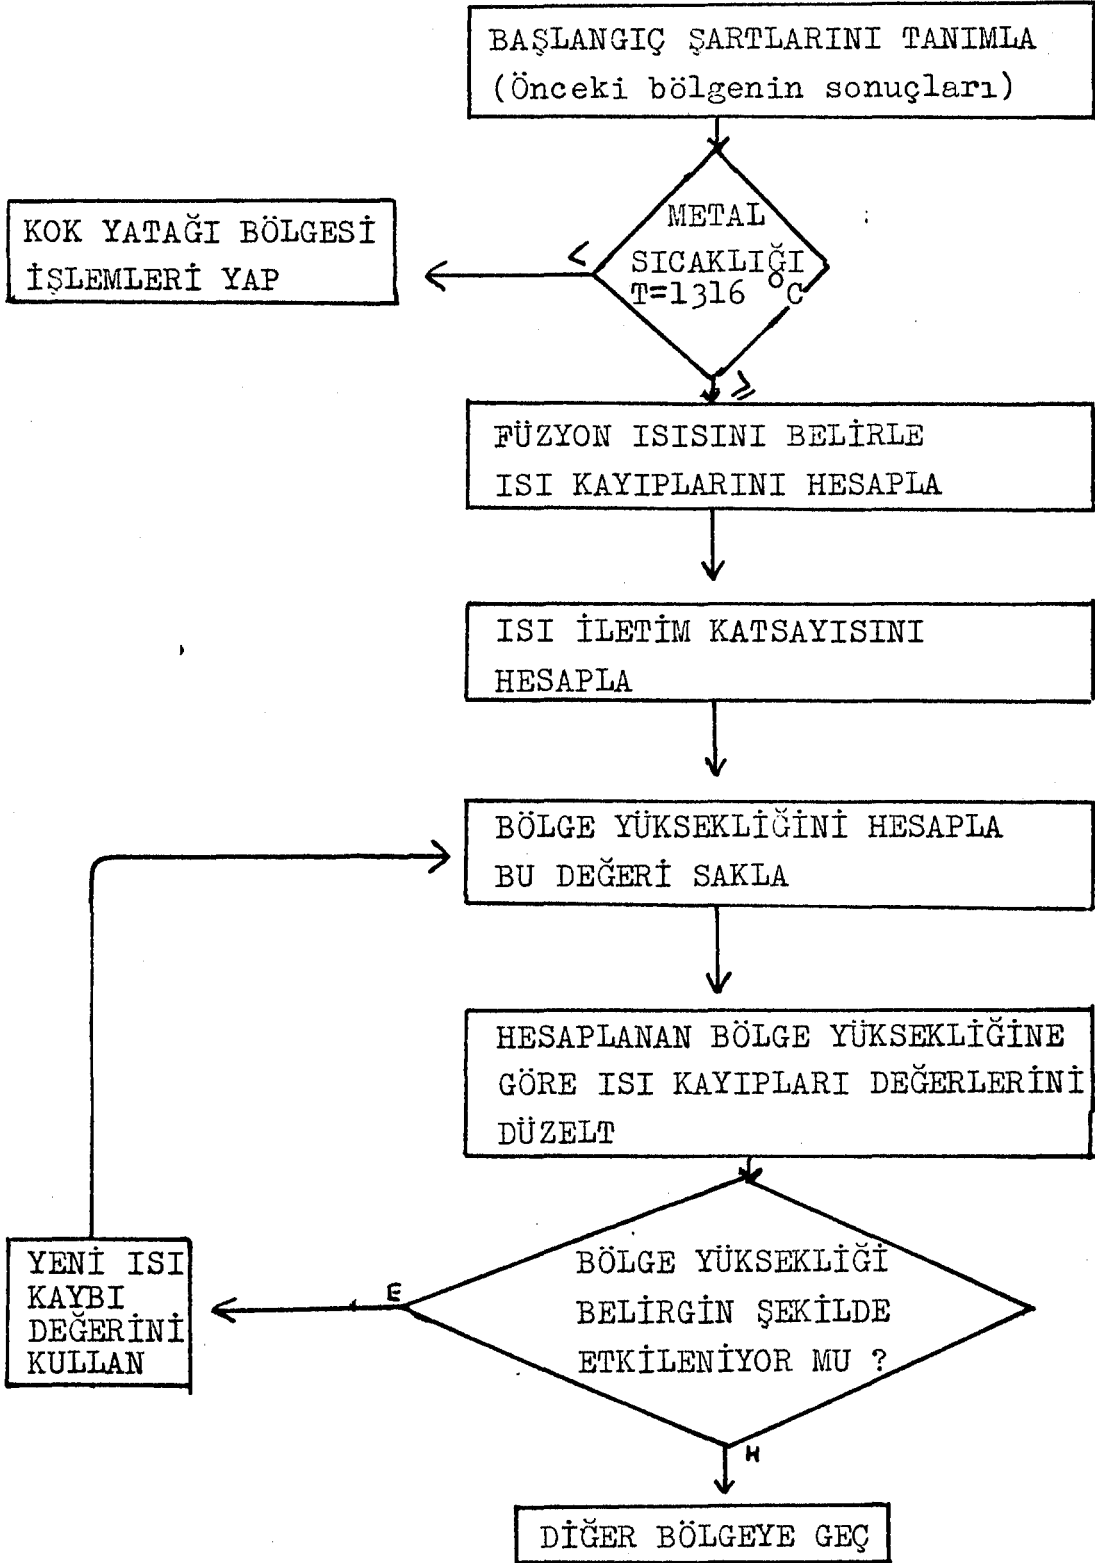 BAŞLANGIÇ ŞARTLARINI TANIMLA
(Önceki bölgenin sonuçları)
METAL
SICAKLIĞI
T=1316 °C
<
KOK YATAĞI BÖLGESİ
İŞLEMLERİ YAP
⩾
FÜZYON ISISINI BELİRLE
ISI KAYIPLARINI HESAPLA
ISI İLETİM KATSAYISINI
HESAPLA
BÖLGE YÜKSEKLİĞİNİ HESAPLA
BU DEĞERİ SAKLA
HESAPLANAN BÖLGE YÜKSEKLİĞİNE
GÖRE ISI KAYIPLARI DEĞERLERİNİ
DÜZELT
BÖLGE YÜKSEKLİĞİ
BELİRGİN ŞEKİLDE
ETKİLENİYOR MU ?
E
YENİ ISI
KAYBI
DEĞERİNİ
KULLAN
H
DİĞER BÖLGEYE GEÇ